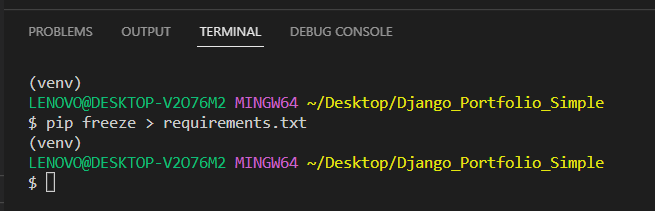 PROBLEMS OUTPUT TERMINAL DEBUG CONSOLE
(venv)
LENOVO@DESKTOP-V2O76M2 MINGW64 ~/Desktop/Django_Portfolio_Simple
$ pip freeze > requirements.txt
(venv)
LENOVO@DESKTOP-V2O76M2 MINGW64 ~/Desktop/Django_Portfolio_Simple
$